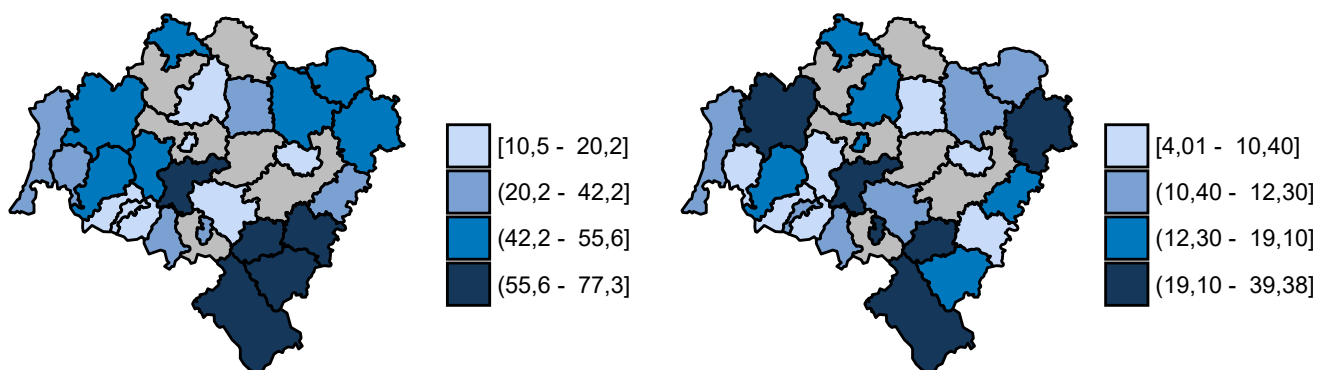 [10,5 - 20,2]
(20,2 - 42,2]
(42,2 - 55,6]
(55,6 - 77,3]
[4,01 - 10,40]
(10,40 - 12,30]
(12,30 - 19,10]
(19,10 - 39,38]